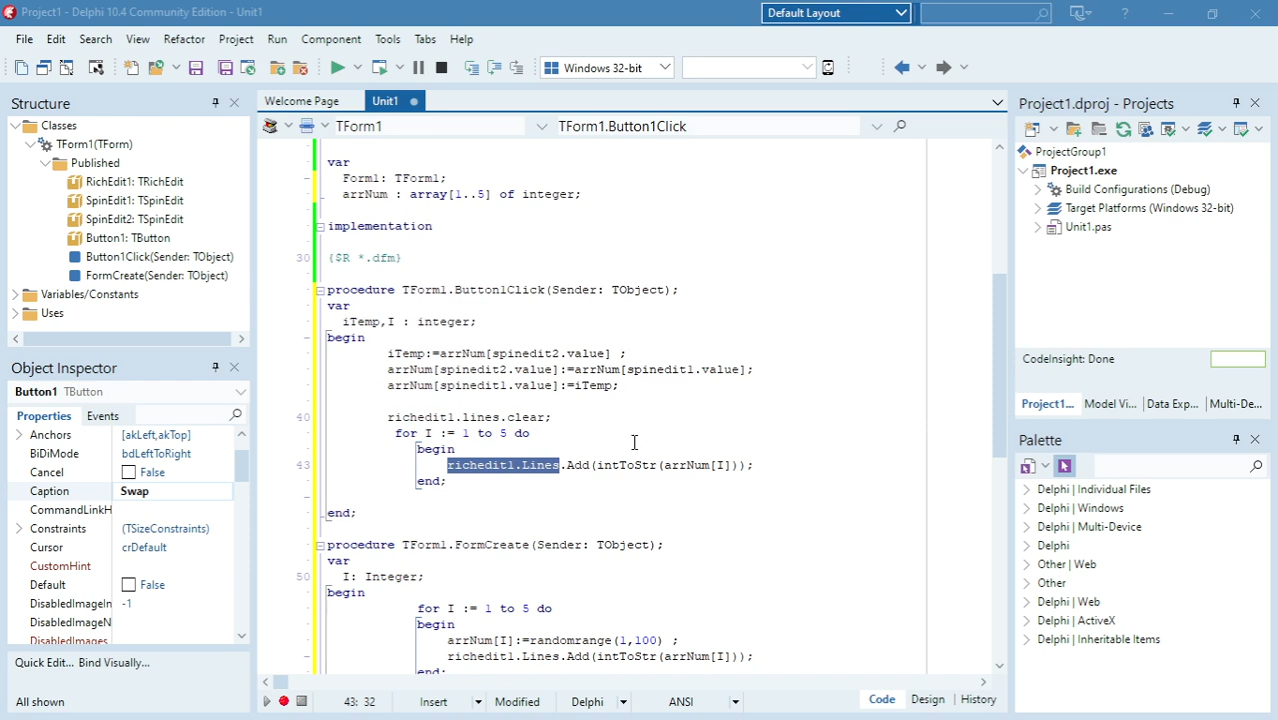 Project1 - Delphi 10.4 Community Edition - Unit1
Default Layout
File Edit Search View Refactor Project Run Component Tools Tabs Help
Windows 32-bit
Structure
Classes
TForm1(TForm)
Published
RichEdit1: TRichEdit
SpinEdit1: TSpinEdit
SpinEdit2: TSpinEdit
Button1: TButton
Button1Click(Sender: TObject)
FormCreate(Sender: TObject)
Variables/Constants
Uses
Object Inspector
Button1 TButton
Properties Events
Anchors [akLeft,akTop]
BiDiMode bdLeftToRight
Cancel False
Caption Swap
CommandLinkH
Constraints (TSizeConstraints)
Cursor crDefault
CustomHint
Default False
DisabledImageIn -1
DisabledImageN
DisabledImages
Quick Edit... Bind Visually...
All shown
Welcome Page Unit1
TForm1 TForm1.Button1Click
var
Form1: TForm1;
arrNum : array[1..5] of integer;
implementation
30 {$R *.dfm}
procedure TForm1.Button1Click(Sender: TObject);
var
iTemp,I : integer;
begin
iTemp:=arrNum[spinedit2.value] ;
arrNum[spinedit2.value]:=arrNum[spinedit1.value];
arrNum[spinedit1.value]:=iTemp;
40 richedit1.lines.clear;
for I := 1 to 5 do
begin
43 richedit1.Lines.Add(intToStr(arrNum[I]));
end;
end;
procedure TForm1.FormCreate(Sender: TObject);
var
50 I: Integer;
begin
for I := 1 to 5 do
begin
arrNum[I]:=randomrange(1,100) ;
richedit1.Lines.Add(intToStr(arrNum[I]));
end;
43: 32 Insert Modified Delphi ANSI Code Design History
Project1.dproj - Projects
ProjectGroup1
Project1.exe
Build Configurations (Debug)
Target Platforms (Windows 32-bit)
Unit1.pas
CodeInsight: Done
Project1... Model Vi... Data Exp... Multi-De...
Palette
Delphi | Individual Files
Delphi | Windows
Delphi | Multi-Device
Delphi
Other | Web
Other
Delphi | Web
Delphi | ActiveX
Delphi | Inheritable Items